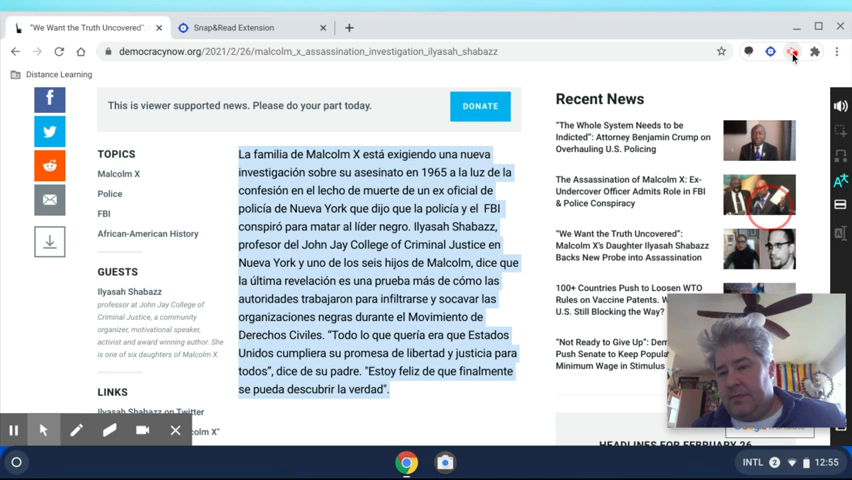 "We Want the Truth Uncovered":
Snap&Read Extension
democracynow.org/2021/2/26/malcolm_x_assassination_investigation_ilyasah_shabazz
Distance Learning
This is viewer supported news. Please do your part today.
DONATE
TOPICS
Malcolm X
Police
FBI
African-American History
GUESTS
Ilyasah Shabazz
professor at John Jay College of
Criminal Justice, a community
organizer, motivational speaker,
activist and award winning author. She
is one of six daughters of Malcolm X.
LINKS
Ilyasah Shabazz on Twitter
lcolm X"
La familia de Malcolm X está exigiendo una nueva
investigación sobre su asesinato en 1965 a la luz de la
confesión en el lecho de muerte de un ex oficial de
policía de Nueva York que dijo que la policía y el FBI
conspiró para matar al líder negro. Ilyasah Shabazz,
profesor del John Jay College of Criminal Justice en
Nueva York y uno de los seis hijos de Malcolm, dice que
la última revelación es una prueba más de cómo las
autoridades trabajaron para infiltrarse y socavar las
organizaciones negras durante el Movimiento de
Derechos Civiles. "Todo lo que quería era que Estados
Unidos cumpliera su promesa de libertad y justicia para
todos", dice de su padre. "Estoy feliz de que finalmente
se pueda descubrir la verdad".
Recent News
"The Whole System Needs to be
Indicted": Attorney Benjamin Crump on
Overhauling U.S. Policing
The Assassination of Malcolm X: Ex-
Undercover Officer Admits Role in FBI
& Police Conspiracy
"We Want the Truth Uncovered":
Malcolm X's Daughter Ilyasah Shabazz
Backs New Probe into Assassination
100+ Countries Push to Loosen WTO
Rules on Vaccine Patents. W
U.S. Still Blocking the Way?
"Not Ready to Give Up": Dem
Push Senate to Keep Popula
Minimum Wage in Stimulus
HEADLINES FOR FEBRUARY 26
INTL 2 12:55